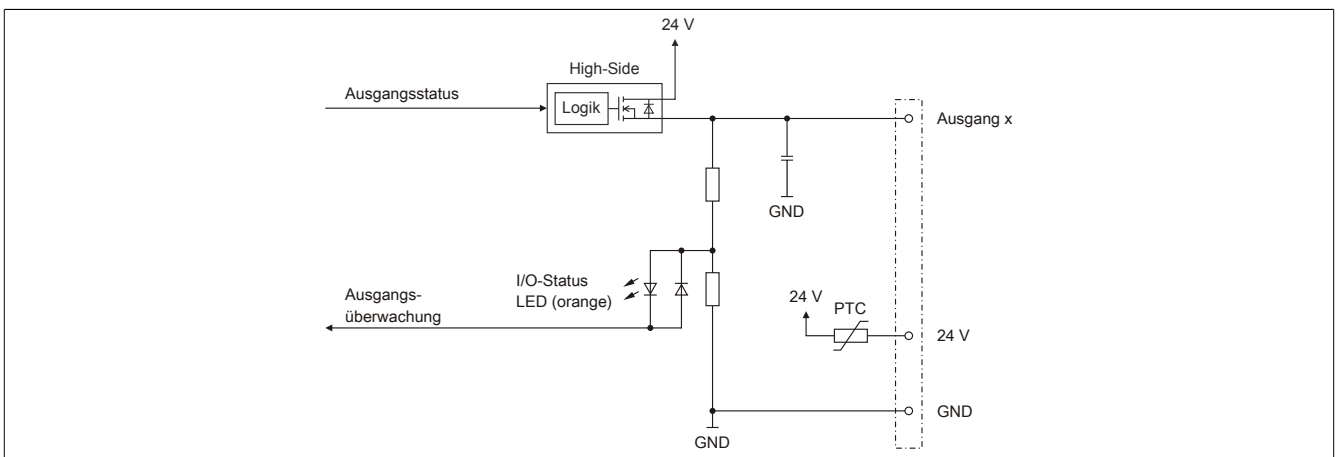 24 V
High-Side
Ausgangsstatus
Logik
Ausgang x
GND
I/O-Status
LED (orange)
Ausgangs-
überwachung
24 V
PTC
24 V
GND
GND